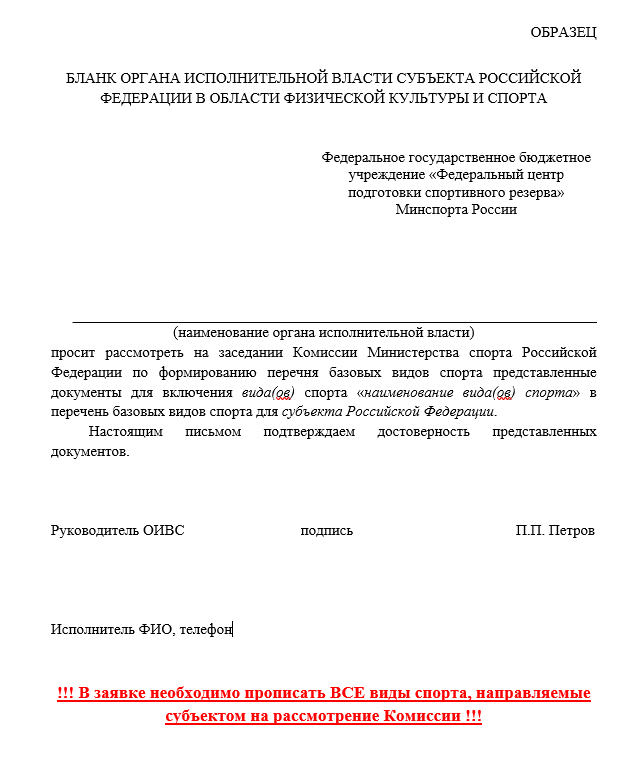 ОБРАЗЕЦ
БЛАНК ОРГАНА ИСПОЛНИТЕЛЬНОЙ ВЛАСТИ СУБЪЕКТА РОССИЙСКОЙ
ФЕДЕРАЦИИ В ОБЛАСТИ ФИЗИЧЕСКОЙ КУЛЬТУРЫ И СПОРТА
Федеральное государственное бюджетное
учреждение «Федеральный центр
подготовки спортивного резерва»
Минспорта России
(наименование органа исполнительной власти)
просит рассмотреть на заседании Комиссии Министерства спорта Российской
Федерации по формированию перечня базовых видов спорта представленные
документы для включения вида(ов) спорта «наименование вида(ов) спорта» в
перечень базовых видов спорта для субъекта Российской Федерации.
Настоящим письмом подтверждаем достоверность представленных
документов.
Руководитель ОИВС подпись П.П. Петров
Исполнитель ФИО, телефон
!!! В заявке необходимо прописать ВСЕ виды спорта, направляемые
субъектом на рассмотрение Комиссии !!!